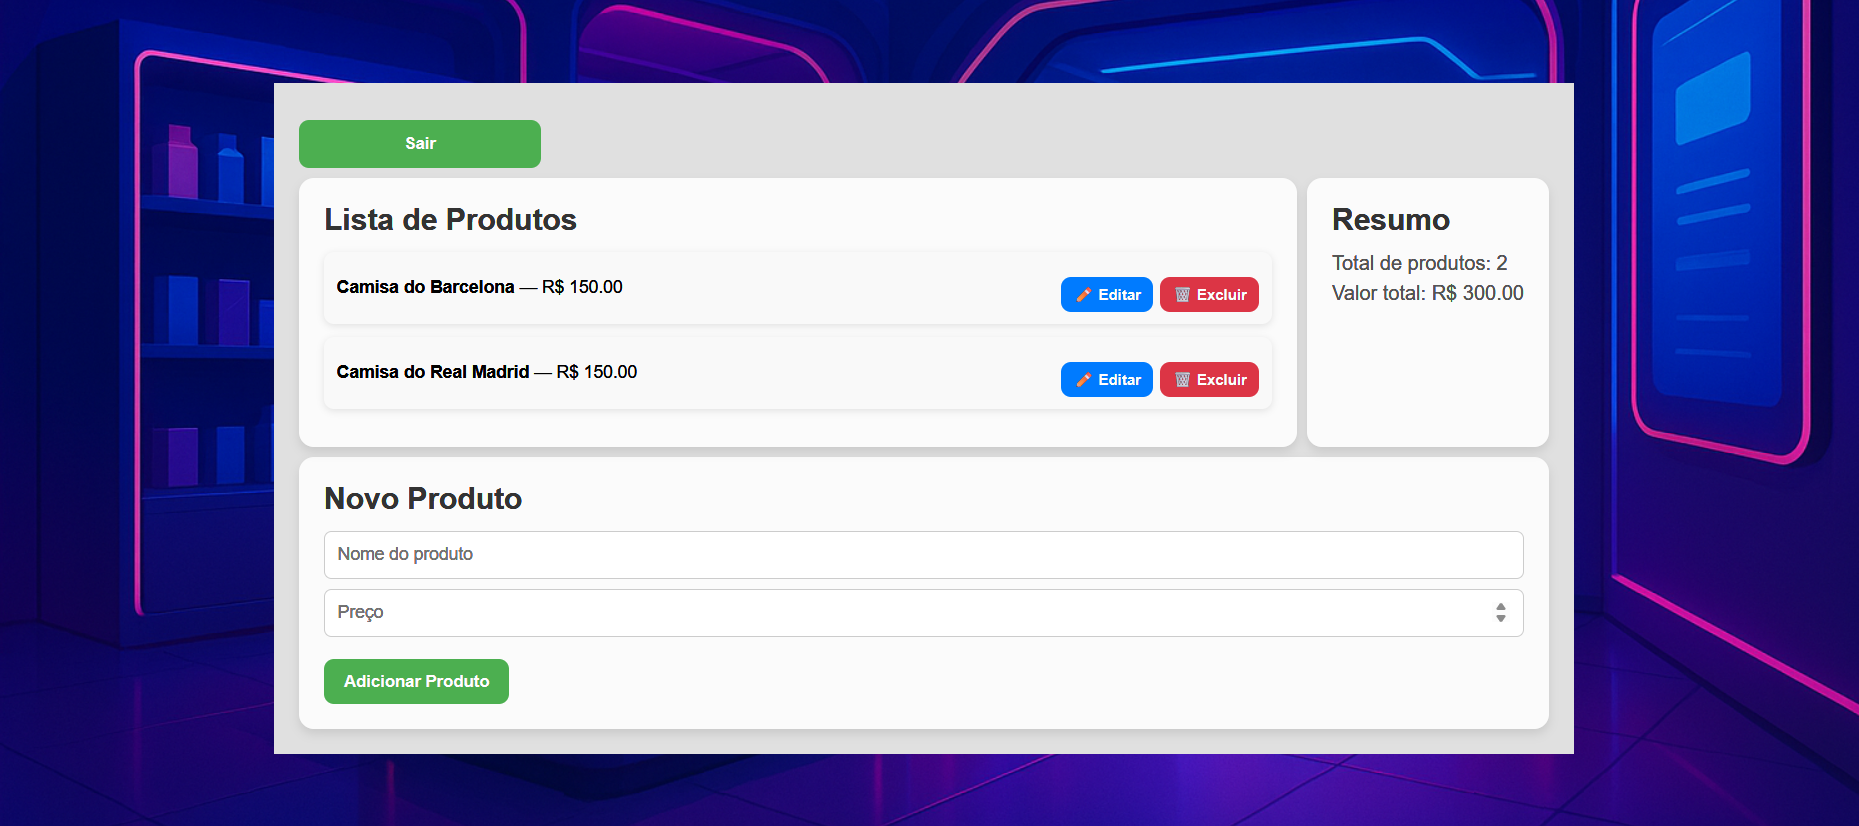 Sair
Lista de Produtos
Camisa do Barcelona — R$ 150.00
Editar
Excluir
Camisa do Real Madrid — R$ 150.00
Editar
Excluir
Resumo
Total de produtos: 2
Valor total: R$ 300.00
Novo Produto
Nome do produto
Preço
Adicionar Produto